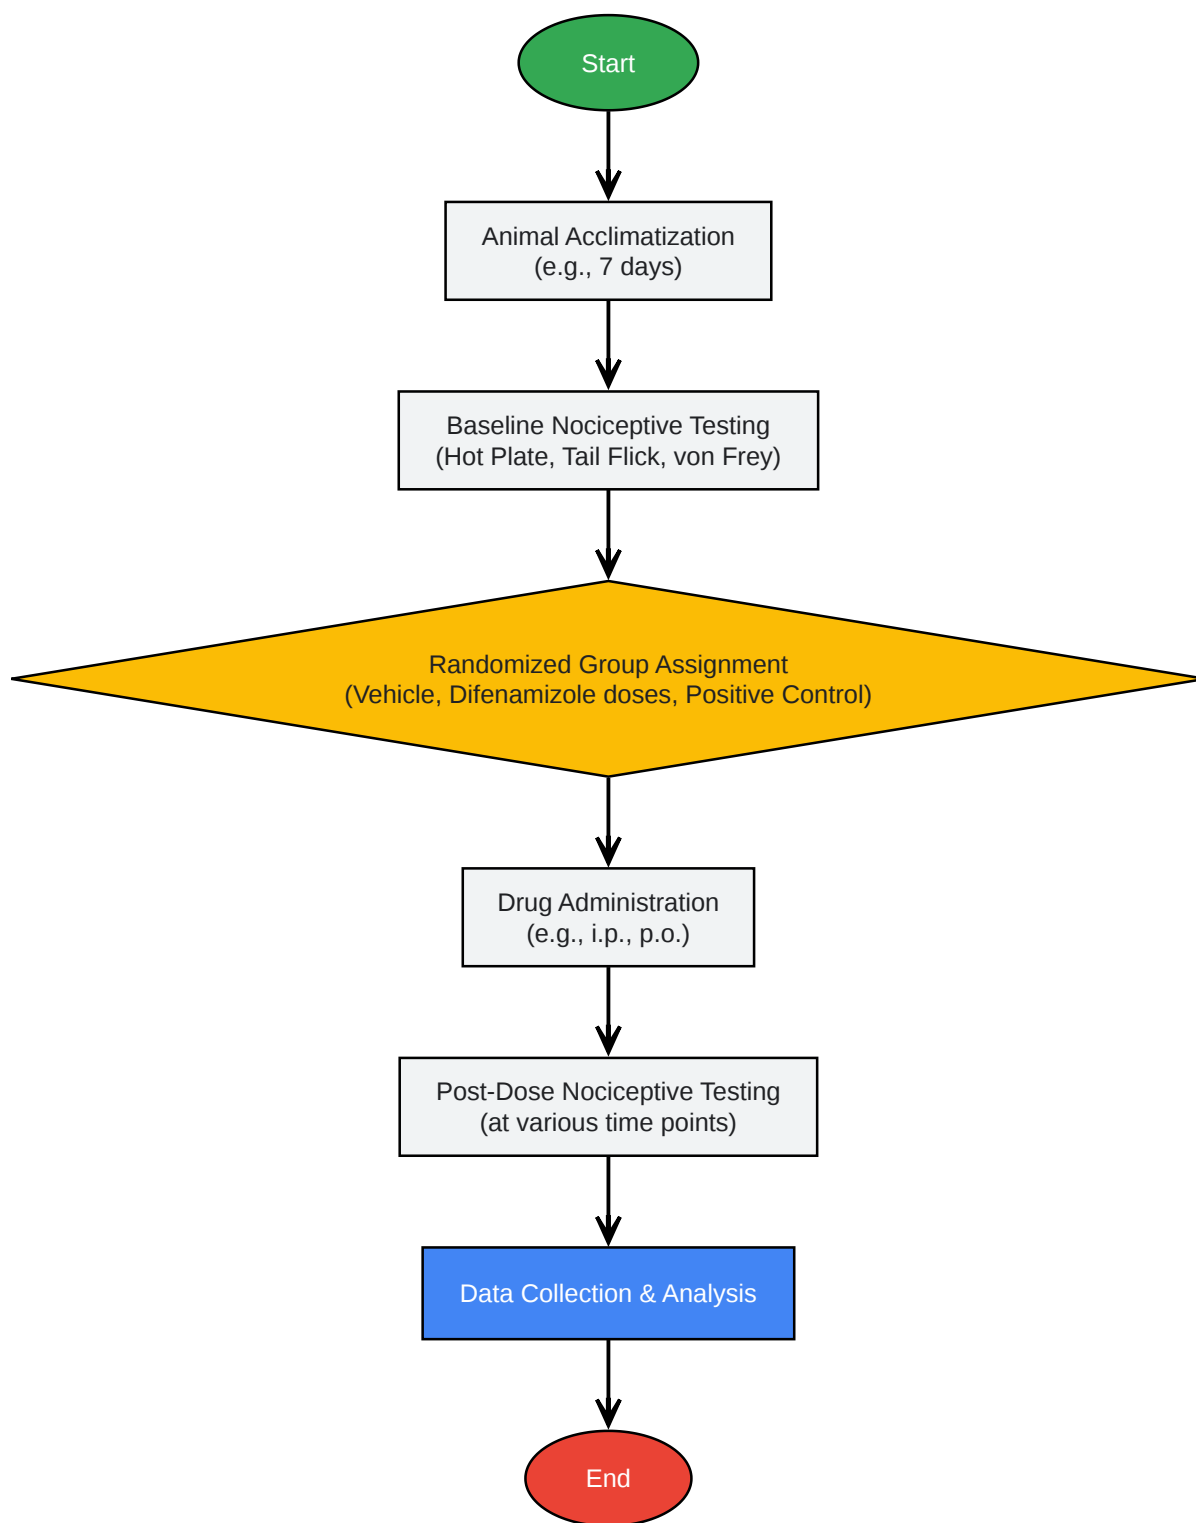 Start
Animal Acclimatization
(e.g., 7 days)
Baseline Nociceptive Testing
(Hot Plate, Tail Flick, von Frey)
Randomized Group Assignment
(Vehicle, Difenamizole doses, Positive Control)
Drug Administration
(e.g., i.p., p.o.)
Post-Dose Nociceptive Testing
(at various time points)
Data Collection & Analysis
End